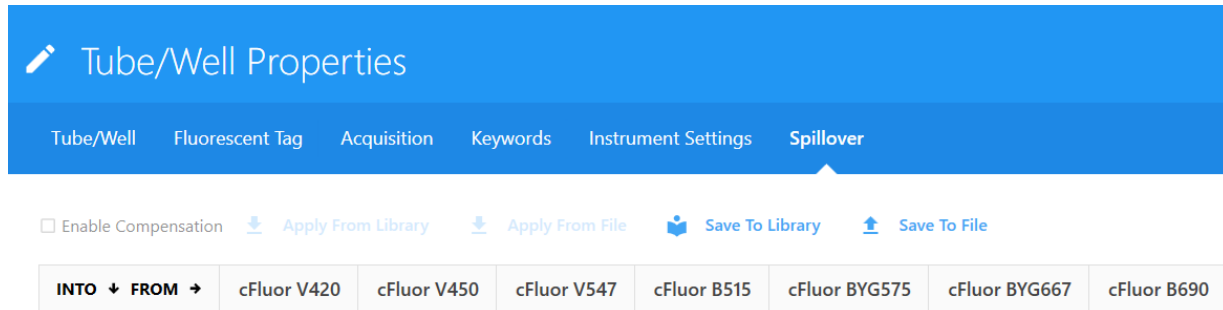 Tube/Well Properties
Tube/Well Fluorescent Tag Acquisition Keywords Instrument Settings Spillover
Enable Compensation Apply From Library Apply From File Save To Library Save To File
INTO ↓ FROM → cFluor V420 cFluor V450 cFluor V547 cFluor B515 cFluor BYG575 cFluor BYG667 cFluor B690